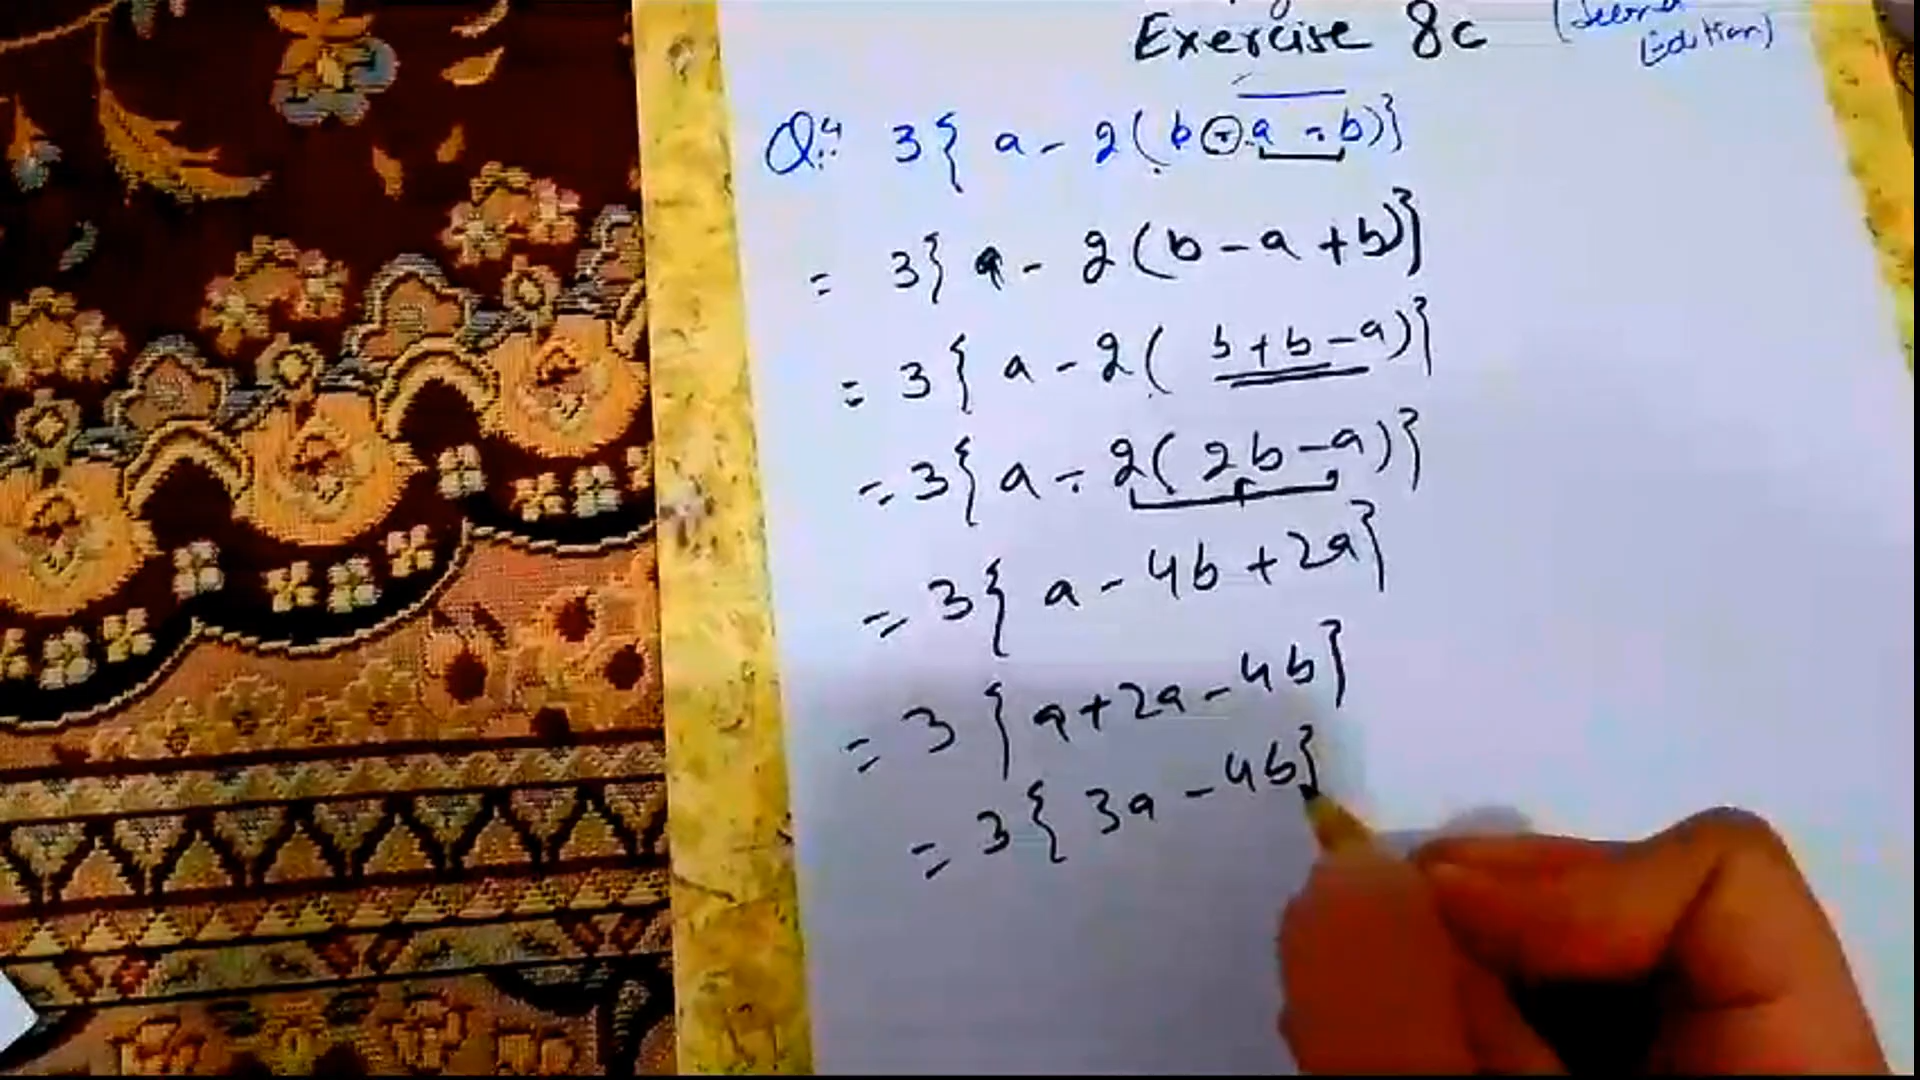 Exercise 8c
Edition)
Q4: 3{ a - 2( b - a - b)}
= 3{ a - 2 ( b - a + b)}
= 3{ a - 2( b + b - a)}
= 3{ a - 2( 2b - a)}
= 3{ a - 4b + 2a}
= 3{ a + 2a - 4b}
= 3{ 3a - 4b}